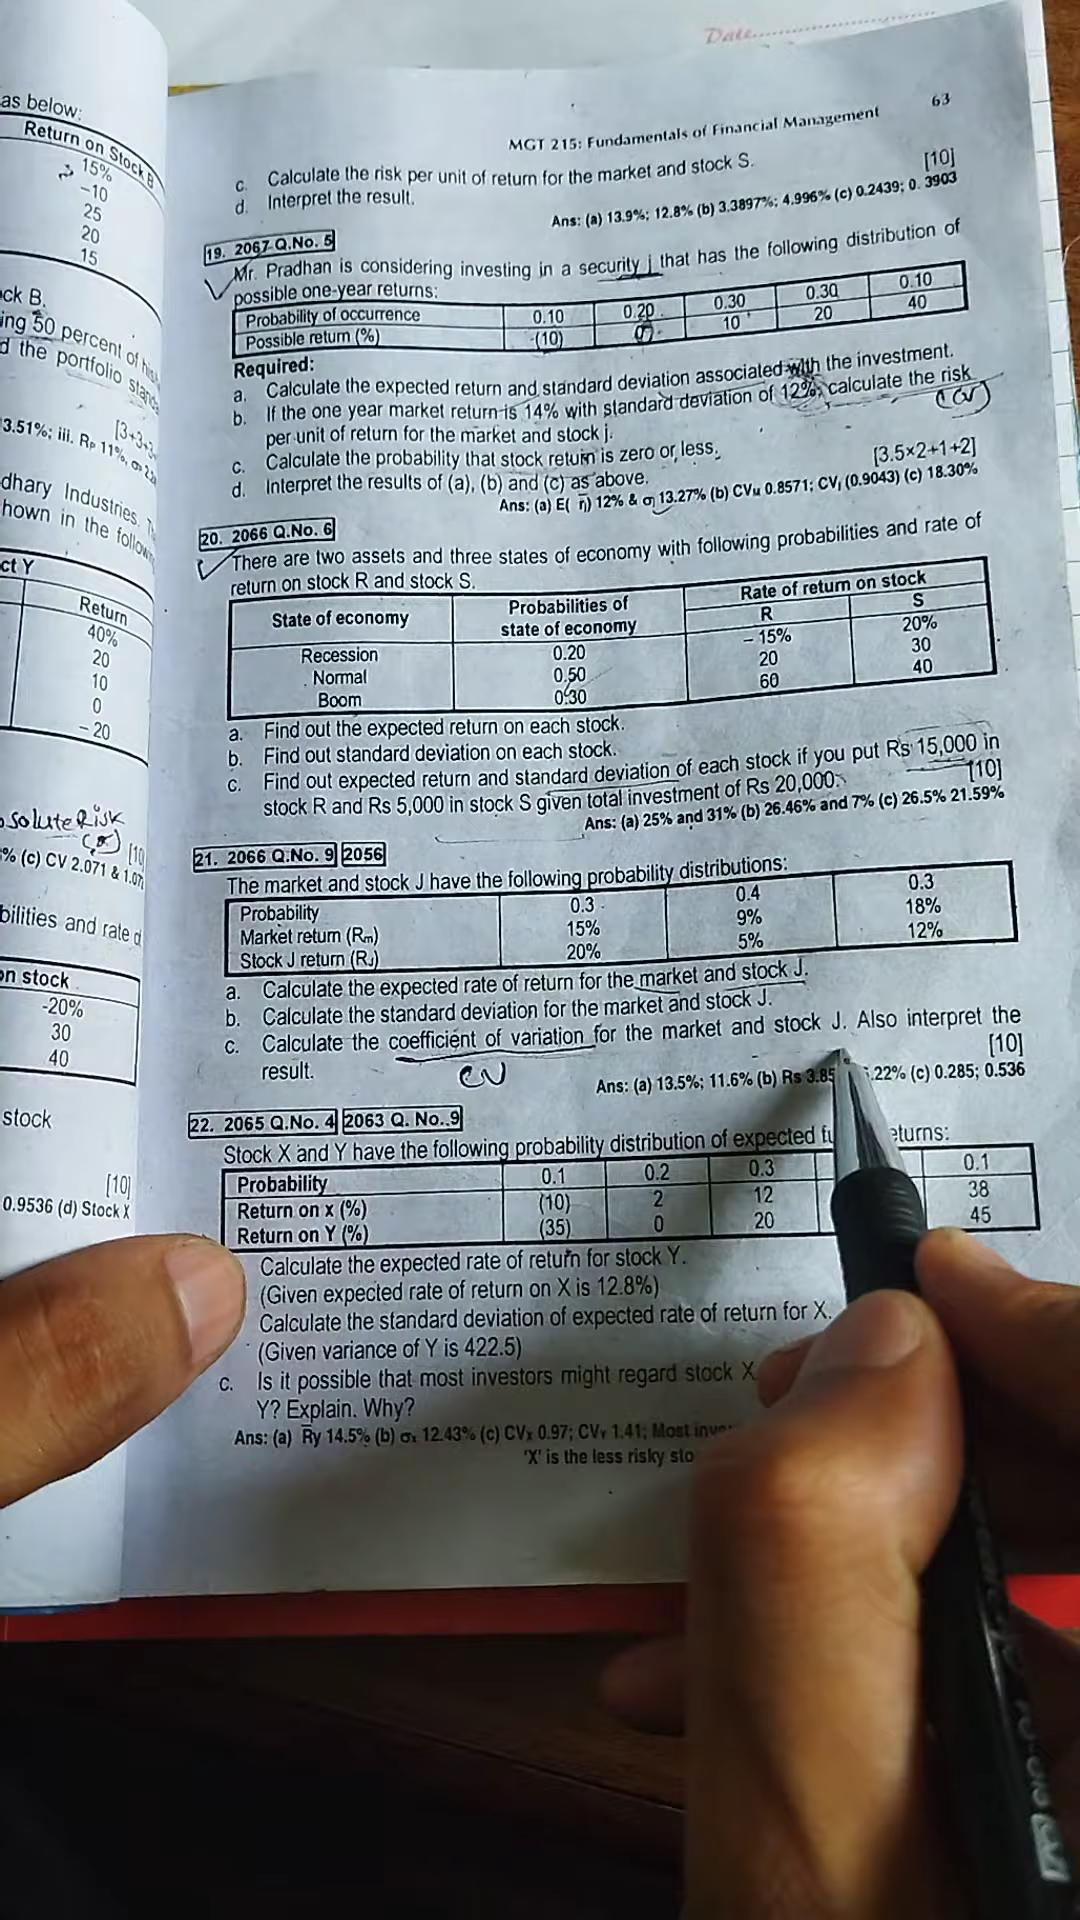 Date
as below:
Return on Stock B
15%
-10
25
20
15
ck B.
ing 50 percent of his
d the portfolio stand
[3+3+3
3.51%; iii. RP 11%, σP 2.2
dhary Industries.
hown in the follow
ct Y
Return
40%
20
10
0
- 20
solute Risk
[10]
% (c) CV 2.071 & 1.07
bilities and rate o
on stock
-20%
30
40
stock
[10]
0.9536 (d) Stock X
MGT 215: Fundamentals of Financial Management 63
c. Calculate the risk per unit of return for the market and stock S.
d. Interpret the result. [10]
Ans: (a) 13.9%; 12.8% (b) 3.3897%; 4.996% (c) 0.2439; 0. 3903
19. 2067 Q.No. 5
Mr. Pradhan is considering investing in a security j that has the following distribution of
possible one-year returns:
Probability of occurrence 0.10 0.20 0.30 0.30 0.10
Possible return (%) (10) 0 10 20 40
Required:
a. Calculate the expected return and standard deviation associated with the investment.
b. If the one year market return is 14% with standard deviation of 12%, calculate the risk
per unit of return for the market and stock j. (CV)
c. Calculate the probability that stock return is zero or less.
d. Interpret the results of (a), (b) and (c) as above. [3.5×2+1+2]
Ans: (a) E( r̄j) 12% & σj 13.27% (b) CVM 0.8571; CVj (0.9043) (c) 18.30%
20. 2066 Q.No. 6
There are two assets and three states of economy with following probabilities and rate of
return on stock R and stock S.
State of economy Probabilities of state of economy Rate of return on stock
R S
Recession 0.20 - 15% 20%
Normal 0.50 20 30
Boom 0.30 60 40
a. Find out the expected return on each stock.
b. Find out standard deviation on each stock.
c. Find out expected return and standard deviation of each stock if you put Rs 15,000 in
stock R and Rs 5,000 in stock S given total investment of Rs 20,000. [10]
Ans: (a) 25% and 31% (b) 26.46% and 7% (c) 26.5% 21.59%
21. 2066 Q.No. 9 2056
The market and stock J have the following probability distributions:
Probability 0.3 0.4 0.3
Market return (Rm) 15% 9% 18%
Stock J return (RJ) 20% 5% 12%
a. Calculate the expected rate of return for the market and stock J.
b. Calculate the standard deviation for the market and stock J.
c. Calculate the coefficient of variation for the market and stock J. Also interpret the
result. CV [10]
Ans: (a) 13.5%; 11.6% (b) Rs 3.85 .22% (c) 0.285; 0.536
22. 2065 Q.No. 4 2063 Q. No..9
Stock X and Y have the following probability distribution of expected fu eturns:
Probability 0.1 0.2 0.3 0.1
Return on x (%) (10) 2 12 38
Return on Y (%) (35) 0 20 45
Calculate the expected rate of return for stock Y.
(Given expected rate of return on X is 12.8%)
Calculate the standard deviation of expected rate of return for X.
(Given variance of Y is 422.5)
c. Is it possible that most investors might regard stock X
Y? Explain. Why?
Ans: (a) R̄y 14.5% (b) σx 12.43% (c) CVX 0.97; CVY 1.41; Most inve
'X' is the less risky sto